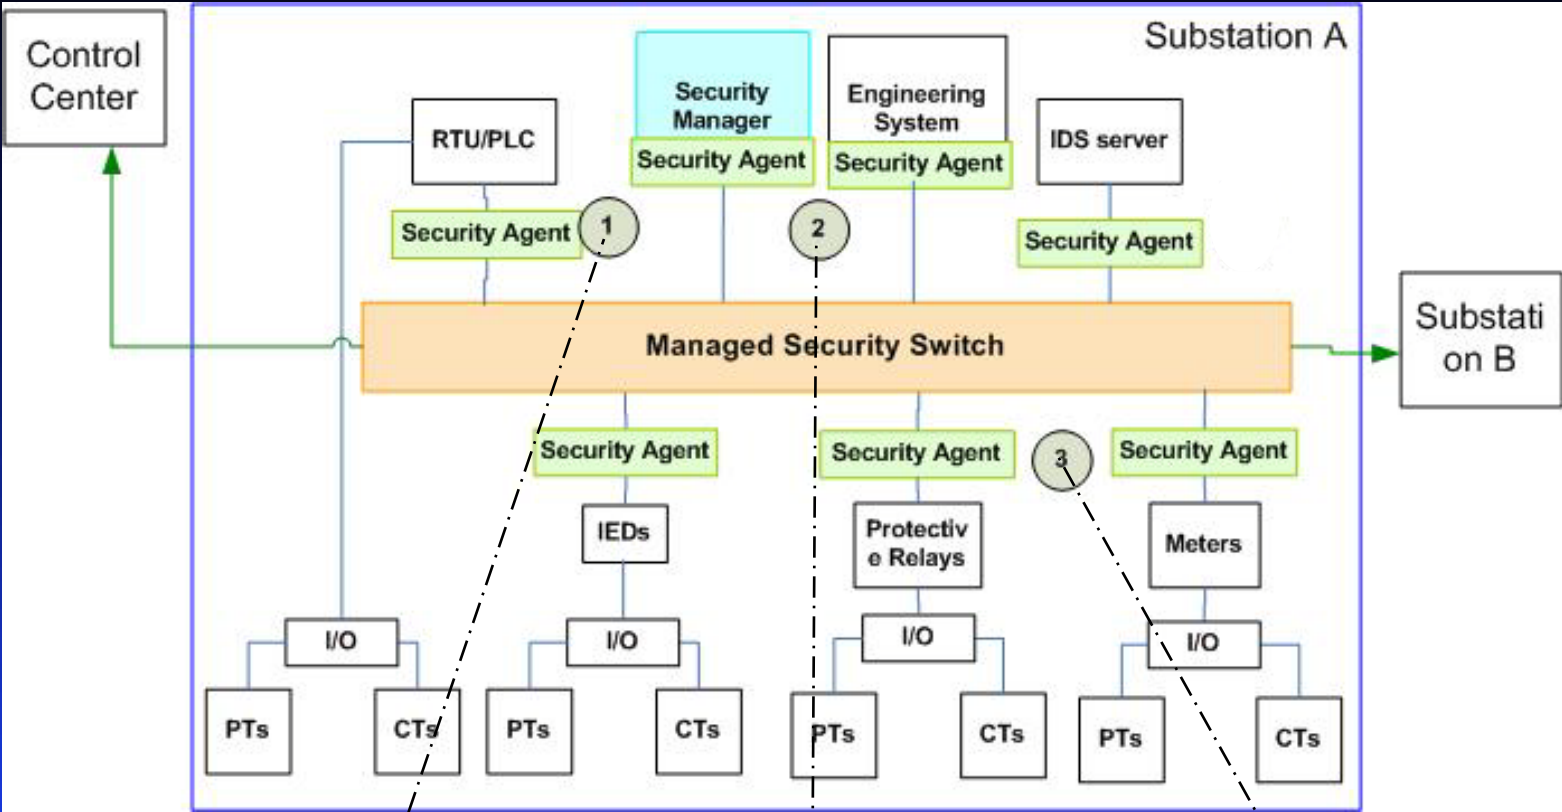 Substation A
Control
Center
Security
Manager
Engineering
System
RTU/PLC
IDS server
Security Agent
Security Agent
Security Agent
1
2
Security Agent
Managed Security Switch
Substati
on B
Security Agent
Security Agent
3
Security Agent
IEDs
Protectiv
e Relays
Meters
I/O
I/O
I/O
I/O
PTs
CTs
PTs
CTs
PTs
CTs
PTs
CTs